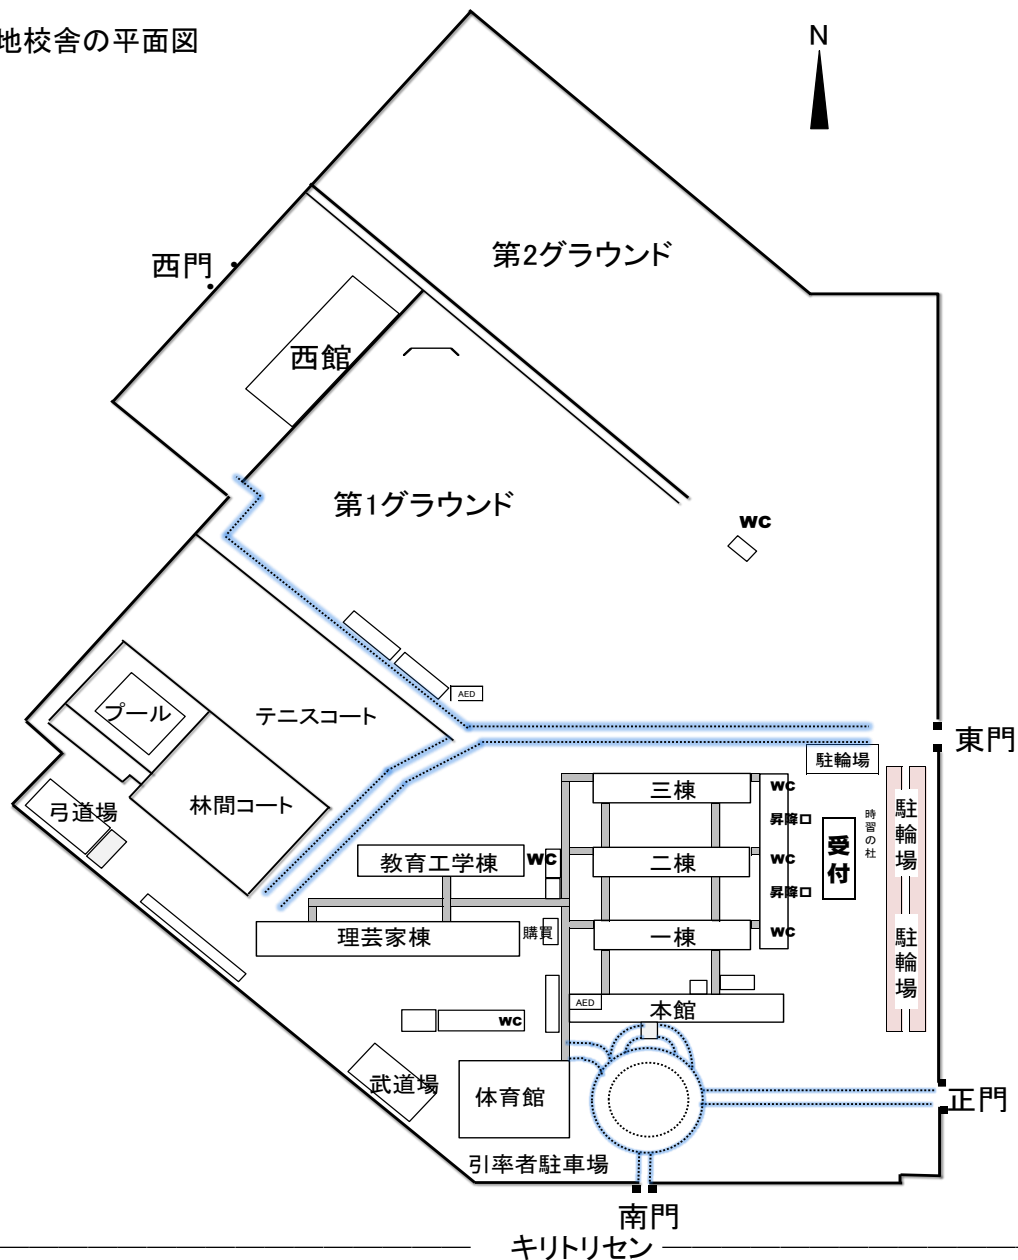 地校舎の平面図
N
第2グラウンド
西門
西館
第1グラウンド
WC
AED
プール
テニスコート
東門
駐輪場
弓道場
林間コート
三棟
WC
昇降口
時習の杜
駐輪場
受付
教育工学棟
WC
二棟
WC
昇降口
理芸家棟
購買
一棟
WC
駐輪場
AED
本館
WC
武道場
体育館
正門
引率者駐車場
南門
キリトリセン